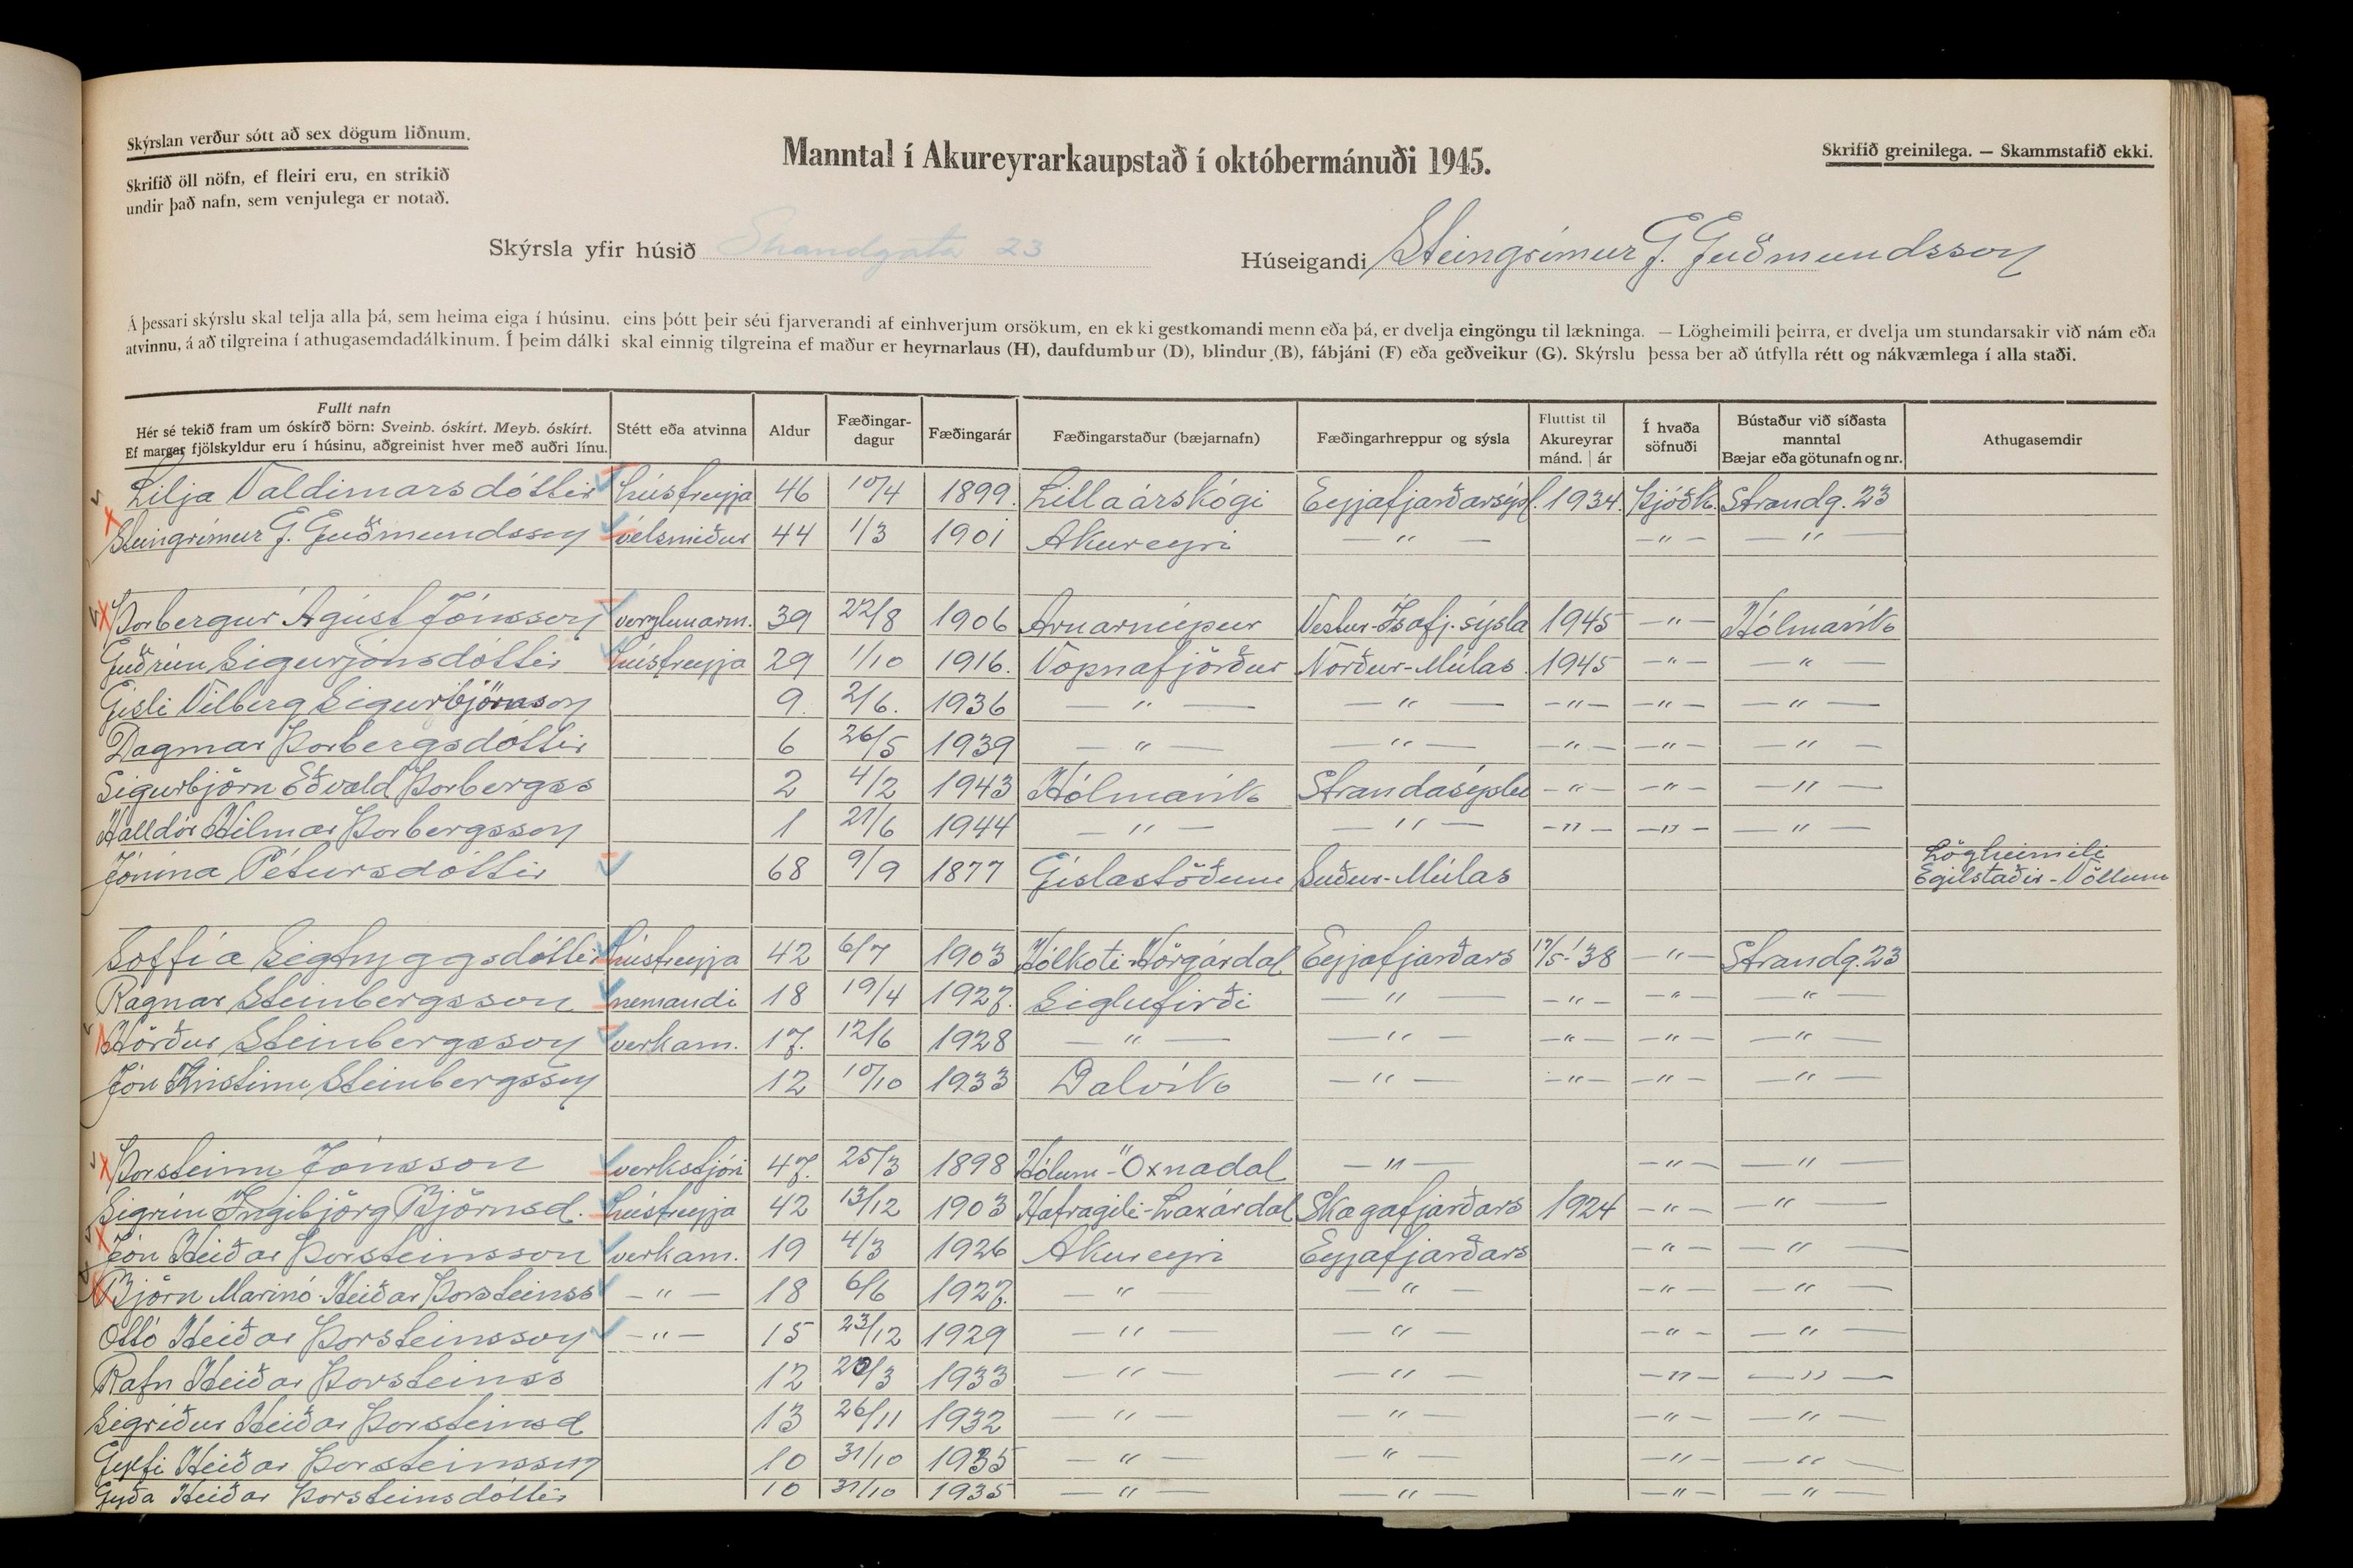 Skýrslan verður sótt að sex dögum liðnum.
Skrifið öll nöfn, ef fleiri eru, en strikið
undir það nafn, sem venjulega er notað.
Manntal í Akureyrarkaupstað í októbermánuði 1945.
Skrifið greinilega. — Skammstafið ekki.
Skýrsla yfir húsið Strandgata 23
Húseigandi Steingrímur G. Guðmundsson
Á þessari skýrslu skal telja alla þá, sem heima eiga í húsinu, eins þótt þeir séu fjarverandi af einhverjum orsökum, en ekki gestkomandi menn eða þá, er dvelja eingöngu til lækninga. — Lögheimili þeirra, er dvelja um stundarsakir við nám eða
atvinnu, á að tilgreina í athugasemdadálkinum. Í þeim dálki skal einnig tilgreina ef maður er heyrnarlaus (H), daufdumbur (D), blindur (B), fábjáni (F) eða geðveikur (G). Skýrslu þessa ber að útfylla rétt og nákvæmlega í alla staði.
Fullt nafn
Hér sé tekið fram um óskírð börn: Sveinb. óskírt. Meyb. óskírt.
Ef margar fjölskyldur eru í húsinu, aðgreinist hver með auðri línu.
Stétt eða atvinna
Aldur
Fæðingar-
dagur
Fæðingarár
Fæðingarstaður (bæjarnafn)
Fæðingarhreppur og sýsla
Fluttist til
Akureyrar
mánd. | ár
Í hvaða
söfnuði
Bústaður við síðasta
manntal
Bæjar eða götunafn og nr.
Athugasemdir
Lilja Valdimarsdóttir húsfreyja 46 10/4 1899. Litlaárskógi Eyjafjarðarsýsl. 1934. Þjóðk. Strandg. 23
Steingrímur G. Guðmundsson vélsmiður 44 1/3 1901 Akureyri — " — — " — — " —
Þorbergur Ágúst Jónsson verzlunarm. 39 22/8 1906 Arnarnúpur Vestur-Ísafj.sýsla 1945 — " — Hólmavík
Guðrún Sigurjónsdóttir húsfreyja 29 1/10 1916. Vopnafjörður Norður-Múlas. 1945 — " — — " —
Gísli Vilberg Sigurbjörnson 9. 2/6. 1936 — " — — " — — " — — " — — " —
Dagmar Þorbergsdóttir 6 26/5 1939 — " — — " — — " — — " — — " —
Sigurbjörn Eðvald Þorbergss 2 4/2 1943 Hólmavík Strandasýslu — " — — " — — " —
Halldór Hilmar Þorbergsson 1 21/6 1944 — " — — " — — " — — " — — " —
Jónína Pétursdóttir 68 9/9 1877 Gíslastöðum Suður-Múlas Lögheimili
Egilstaðir-Völlum
Soffía Sigtryggsdóttir húsfreyja 42 6/7 1903 Hólkoti-Hörgárdal Eyjafjarðars 17/5-'38 — " — Strandg. 23
Ragnar Steinbergsson nemandi 18 19/4 1927. Siglufirði — " — — " — — " — — " —
Hörður Steinbergsson verkam. 17. 12/6 1928 — " — — " — — " — — " — — " —
Jón Kristinn Steinbergsson 12 10/10 1933 Dalvík — " — — " — — " — — " —
Þorsteinn Jónsson verkstjóri 47. 25/3 1898 Hólum-Öxnadal — " — — " — — " —
Sigrún Ingibjörg Björnsd. húsfreyja 42 13/12 1903 Hafragili-Laxárdal Skagafjarðars 1924 — " — — " —
Jón Heiðar Þorsteinsson verkam. 19 4/3 1926 Akureyri Eyjafjarðars — " — — " —
Björn Marinó Heiðar Þorsteinss — " — 18 6/6 1927. — " — " — — " — — " —
Ottó Heiðar Þorsteinsson — " — 15 23/12 1929 — " — — " — — " — — " —
Rafn Heiðar Þorsteinss 12 20/3 1933 — " — — " — — " — — " —
Sigríður Heiðar Þorsteinsd 13 26/11 1932 — " — — " — — " — — " —
Gylfi Heiðar Þorsteinsson 10 31/10 1935 — " — — " — — " — — " —
Gyða Heiðar Þorsteinsdóttir 10 31/10 1935 — " — — " — — " — — " —